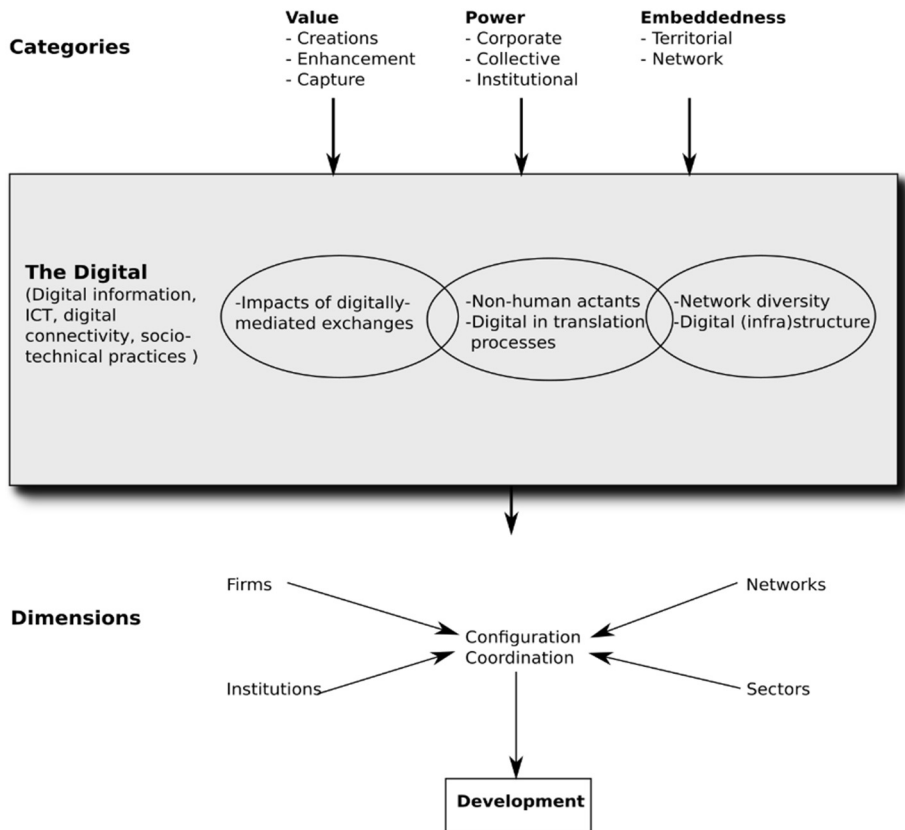 Categories
Value
- Creations
- Enhancement
- Capture
Power
- Corporate
- Collective
- Institutional
Embeddedness
- Territorial
- Network
The Digital
(Digital information,
ICT, digital
connectivity, socio-
technical practices )
-Impacts of digitally-
mediated exchanges
-Non-human actants
-Digital in translation
processes
-Network diversity
-Digital (infra)structure
Dimensions
Firms
Networks
Configuration
Coordination
Institutions
Sectors
Development